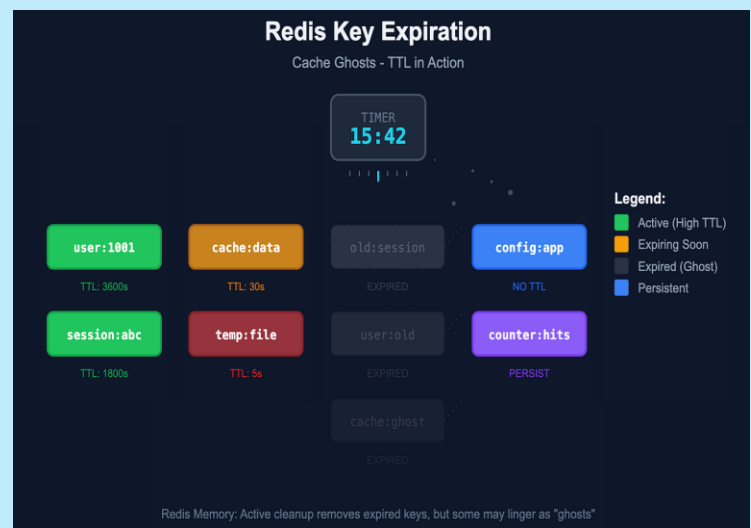 Redis Key Expiration
Cache Ghosts - TTL in Action
TIMER
15:42
Legend:
Active (High TTL)
Expiring Soon
Expired (Ghost)
Persistent
user:1001
cache:data
old:session
config:app
TTL: 3600s
TTL: 30s
EXPIRED
NO TTL
session:abc
temp:file
user:old
counter:hits
TTL: 1800s
TTL: 5s
EXPIRED
PERSIST
cache:ghost
EXPIRED
Redis Memory: Active cleanup removes expired keys, but some may linger as "ghosts"